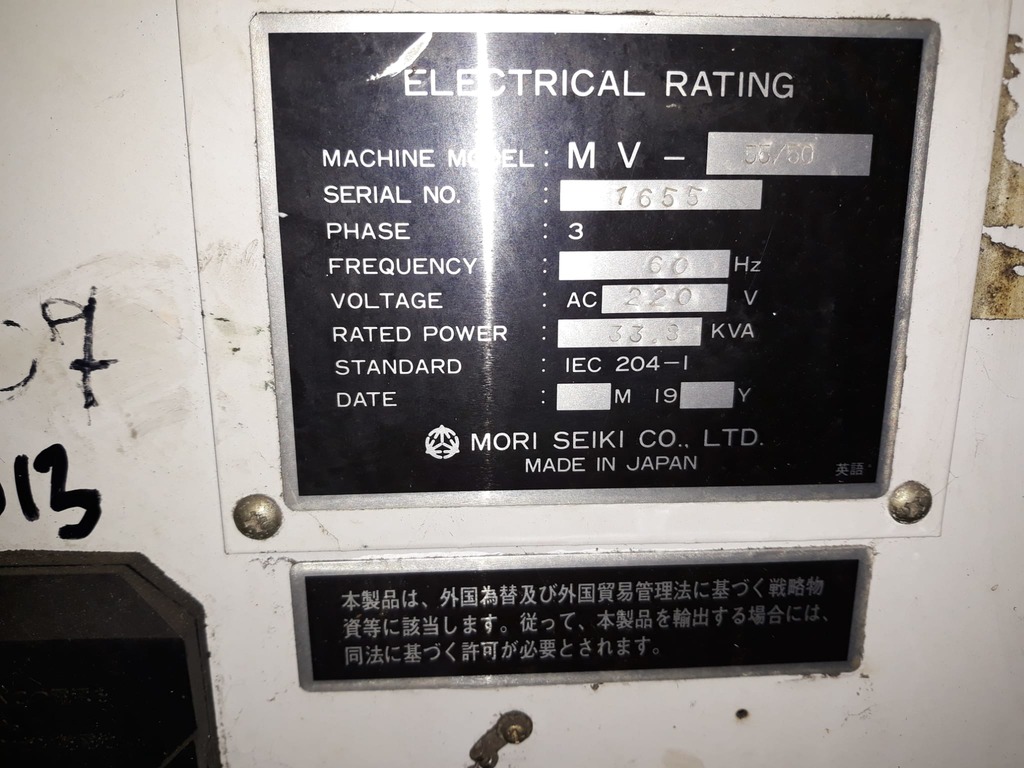 ELECTRICAL RATING
MACHINE MODEL : MV- 55/50
SERIAL NO. : 1655
PHASE : 3
FREQUENCY : 60 Hz
VOLTAGE : AC 220 V
RATED POWER : 33.8 KVA
STANDARD : IEC 204-1
DATE : M 19 Y
MORI SEIKI CO., LTD.
MADE IN JAPAN
英語
本製品は、外国為替及び外国貿易管理法に基づく戦略物
資等に該当します。従って、本製品を輸出する場合には、
同法に基づく許可が必要とされます。